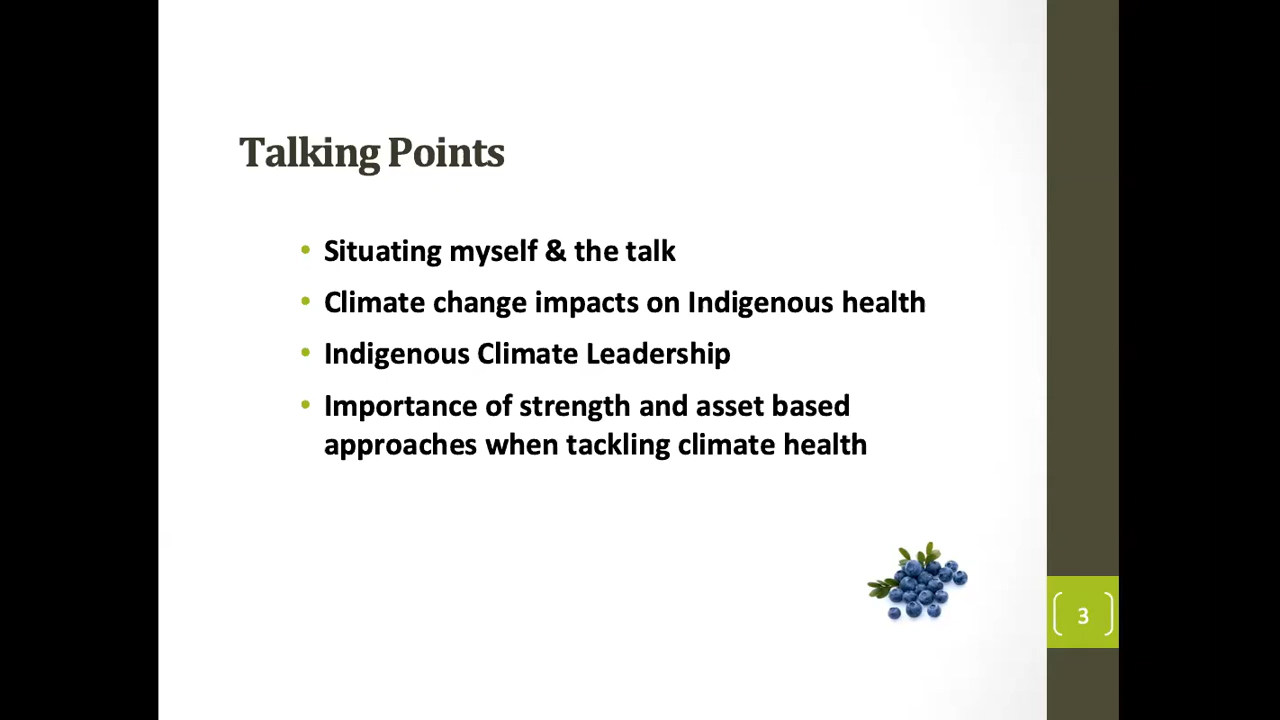 Talking Points
• Situating myself & the talk
• Climate change impacts on Indigenous health
• Indigenous Climate Leadership
• Importance of strength and asset based
approaches when tackling climate health
3